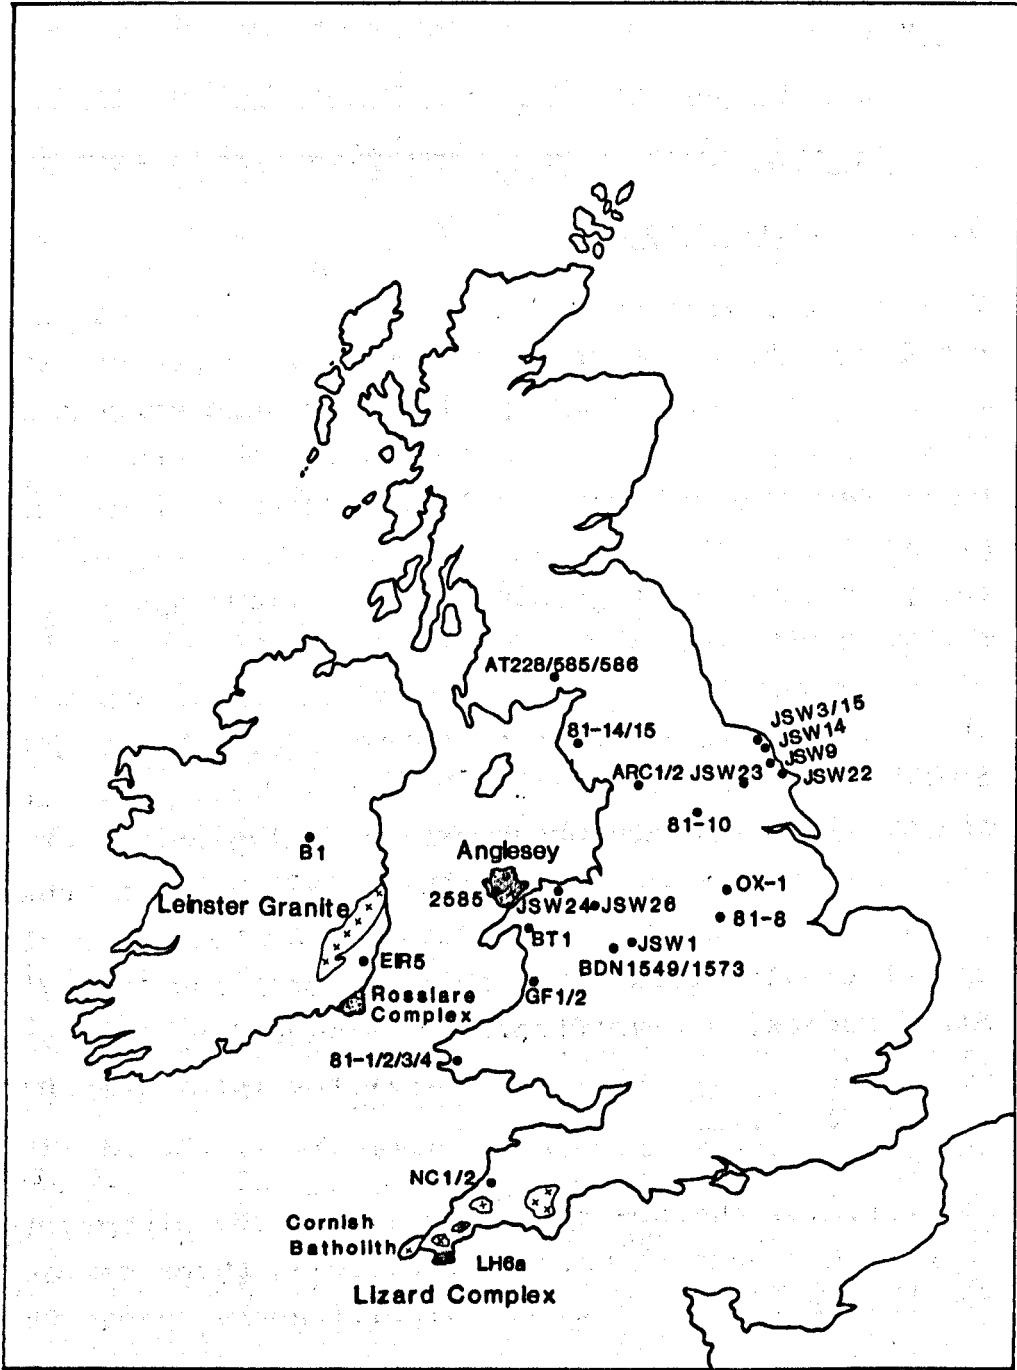 AT228/585/586
JSW3/15
JSW14
81-14/15
JSW9
ARC1/2 JSW23
JSW22
81-10
B1
Anglesey
OX-1
2585
JSW24
JSW26
Leinster Granite
81-8
BT1
JSW1
EIR5
BDN1549/1573
GF1/2
Rosslare
Complex
81-1/2/3/4
NC1/2
Cornish
Batholith
LH6a
Lizard Complex